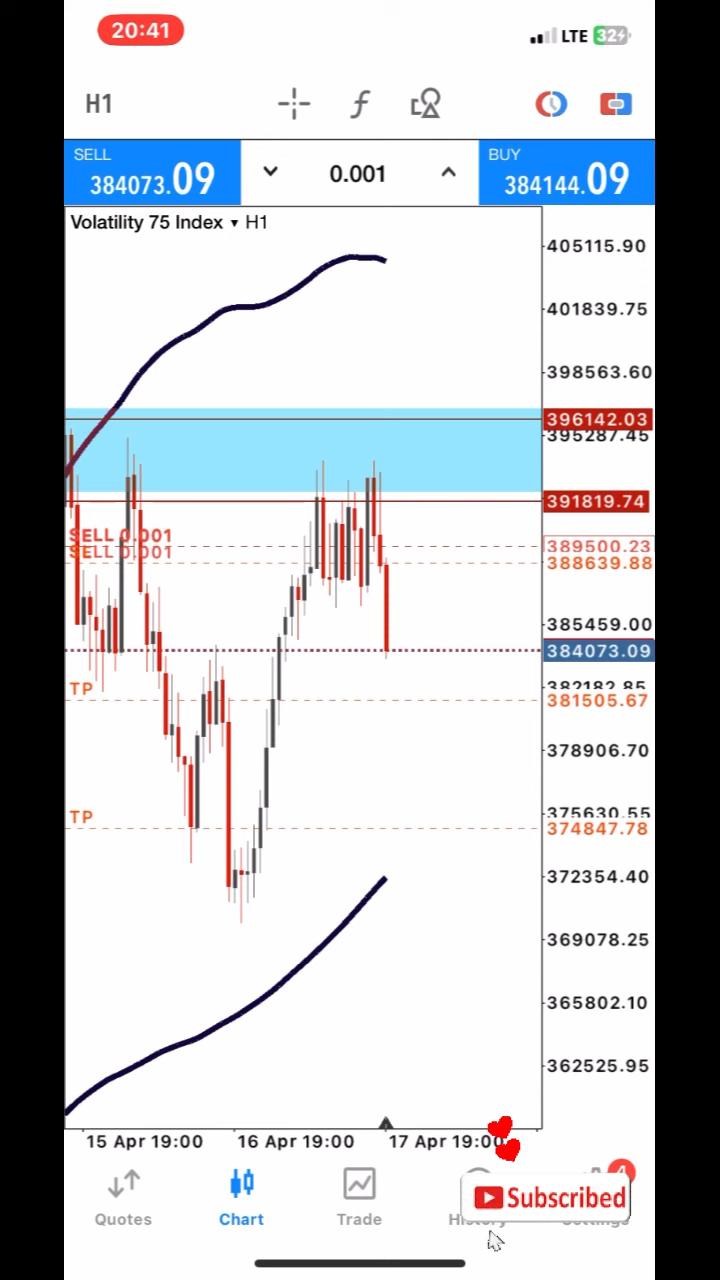 20:41
LTE 32
H1
SELL
384073.09
0.001
BUY
384144.09
Volatility 75 Index ▾ H1
405115.90
401839.75
398563.60
396142.03
395287.45
391819.74
SELL 0.001
389500.23
SELL 0.001
388639.88
385459.00
384073.09
TP
382182.85
381505.67
378906.70
375630.55
TP
374847.78
372354.40
369078.25
365802.10
362525.95
15 Apr 19:00
16 Apr 19:00
17 Apr 19:00
4
Subscribed
Quotes
Chart
Trade
History
Settings